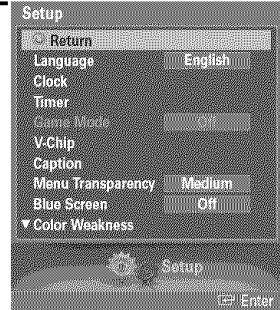 Setup
Return
Language English
Clock
Timer
Game Mode Off
V-Chip
Caption
Menu Transparency Medium
Blue Screen Off
▼ Color Weakness
Setup
Enter